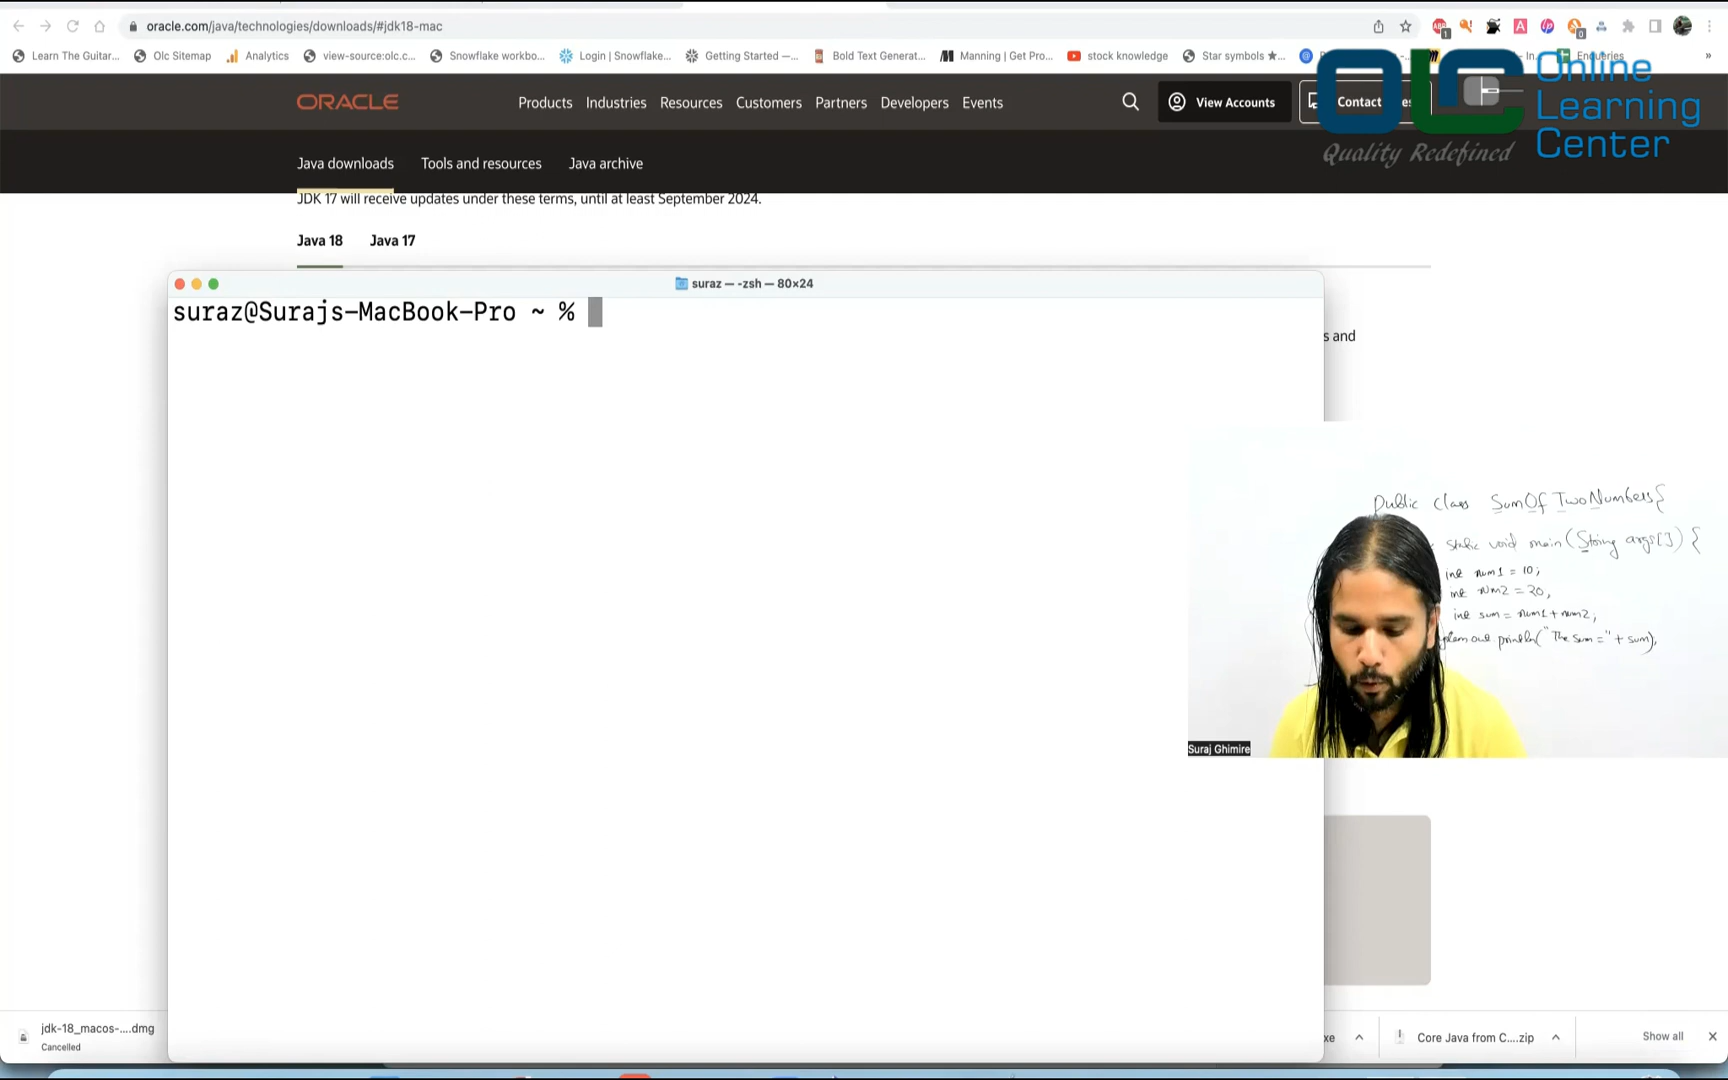 oracle.com/java/technologies/downloads/#jdk18-mac
Learn The Guitar... Olc Sitemap Analytics view-source:olc.c... Snowflake workbo... Login | Snowflake... Getting Started —... Bold Text Generat... Manning | Get Pro... stock knowledge Star symbols ★... Enqueries »
ORACLE Products Industries Resources Customers Partners Developers Events View Accounts Contact
OLC Online
Learning
Center
Quality Redefined
Java downloads Tools and resources Java archive
JDK 17 will receive updates under these terms, until at least September 2024.
Java 18 Java 17
suraz — -zsh — 80×24
suraz@Surajs-MacBook-Pro ~ %
s and
public class SumOfTwoNumbers{
static void main(String args[]) {
int num1 = 10;
int num2 = 20,
int sum = num1 + num2;
println("The sum =" + sum),
Suraj Ghimire
jdk-18_macos-....dmg
Cancelled
xe
Core Java from C....zip
Show all